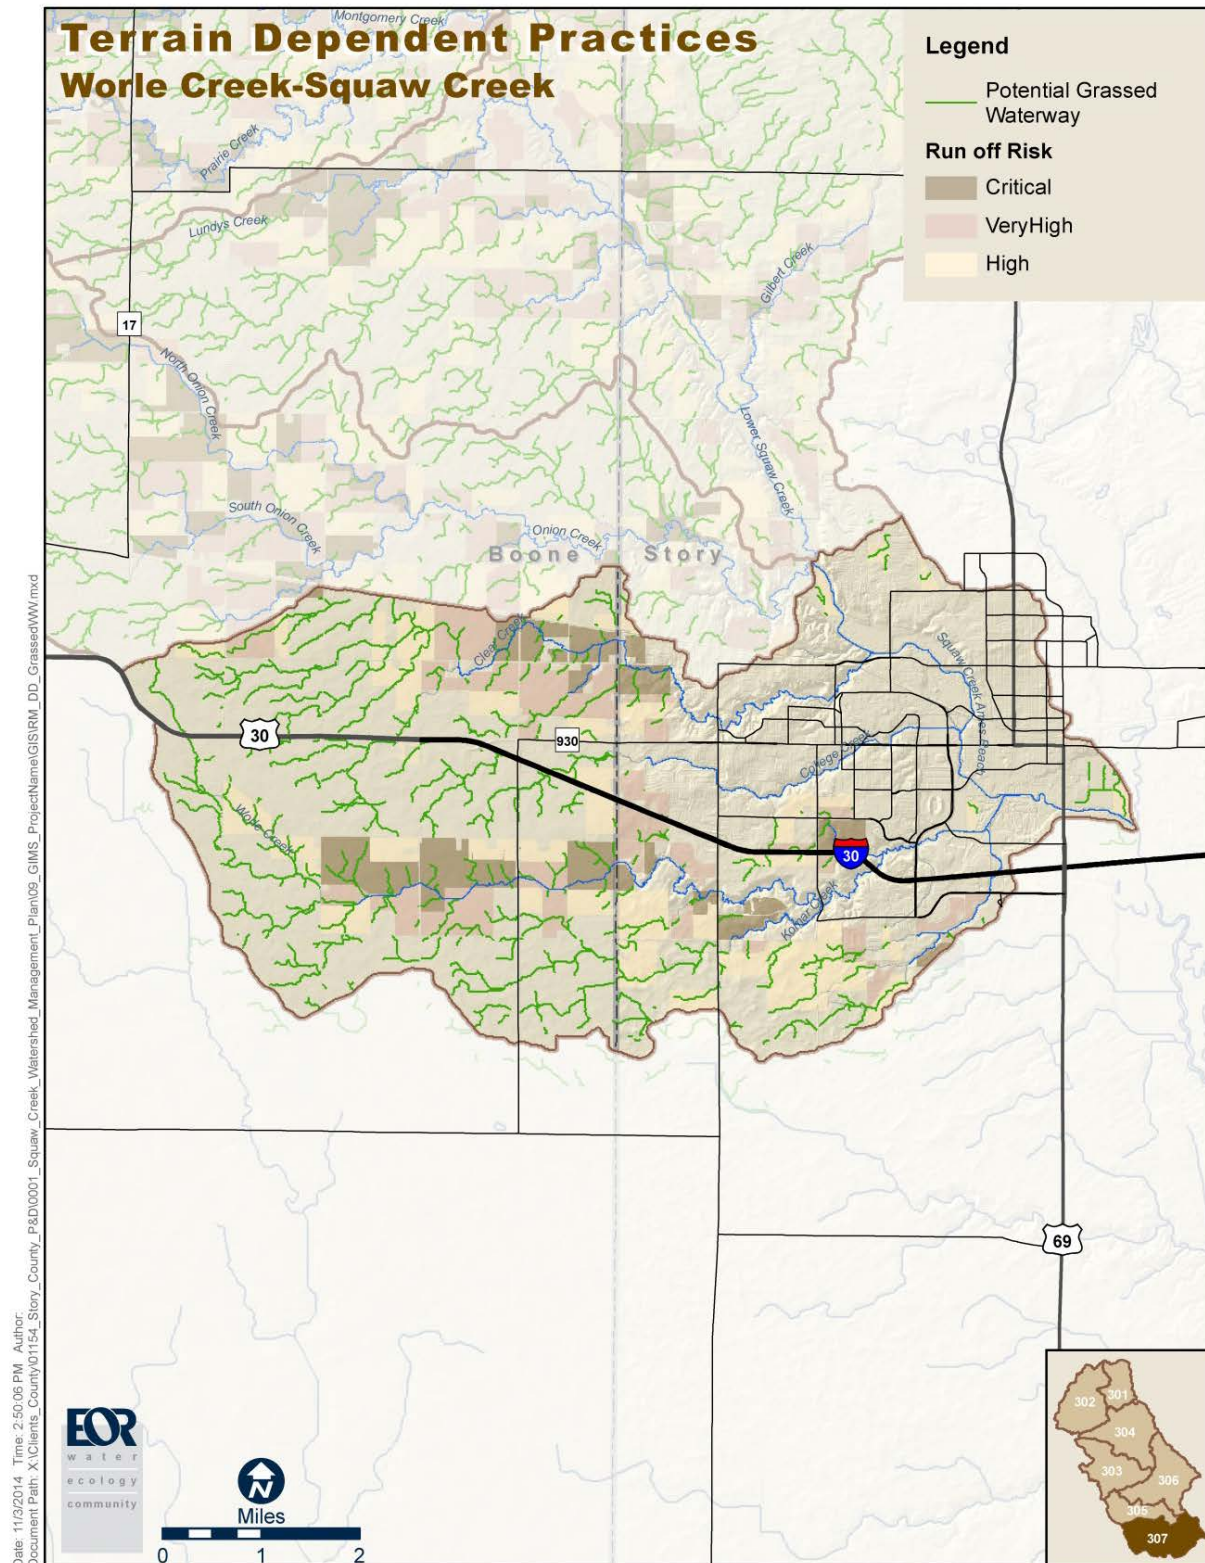 Terrain Dependent Practices
Worle Creek-Squaw Creek
Legend
Potential Grassed
Waterway
Run off Risk
Critical
VeryHigh
High
Montgomery Creek
Prairie Creek
Lundys Creek
Gilbert Creek
17
North Onion Creek
Lower Squaw Creek
South Onion Creek
Onion Creek
Boone
Story
Clear Creek
Squaw Creek Ames Reach
30
930
College Creek
Worle Creek
30
Kolnar Creek
69
301
302
304
303
306
305
307
EOR
water
ecology
community
N
Miles
0 1 2
Date: 11/3/2014 Time: 2:50:06 PM Author:
Document Path: X:\Clients_County\01154_Story_County_P&D\0001_Squaw_Creek_Watershed_Management_Plan\09_GIMS_ProjectName\GIS\RM_DD_GrassedWW.mxd